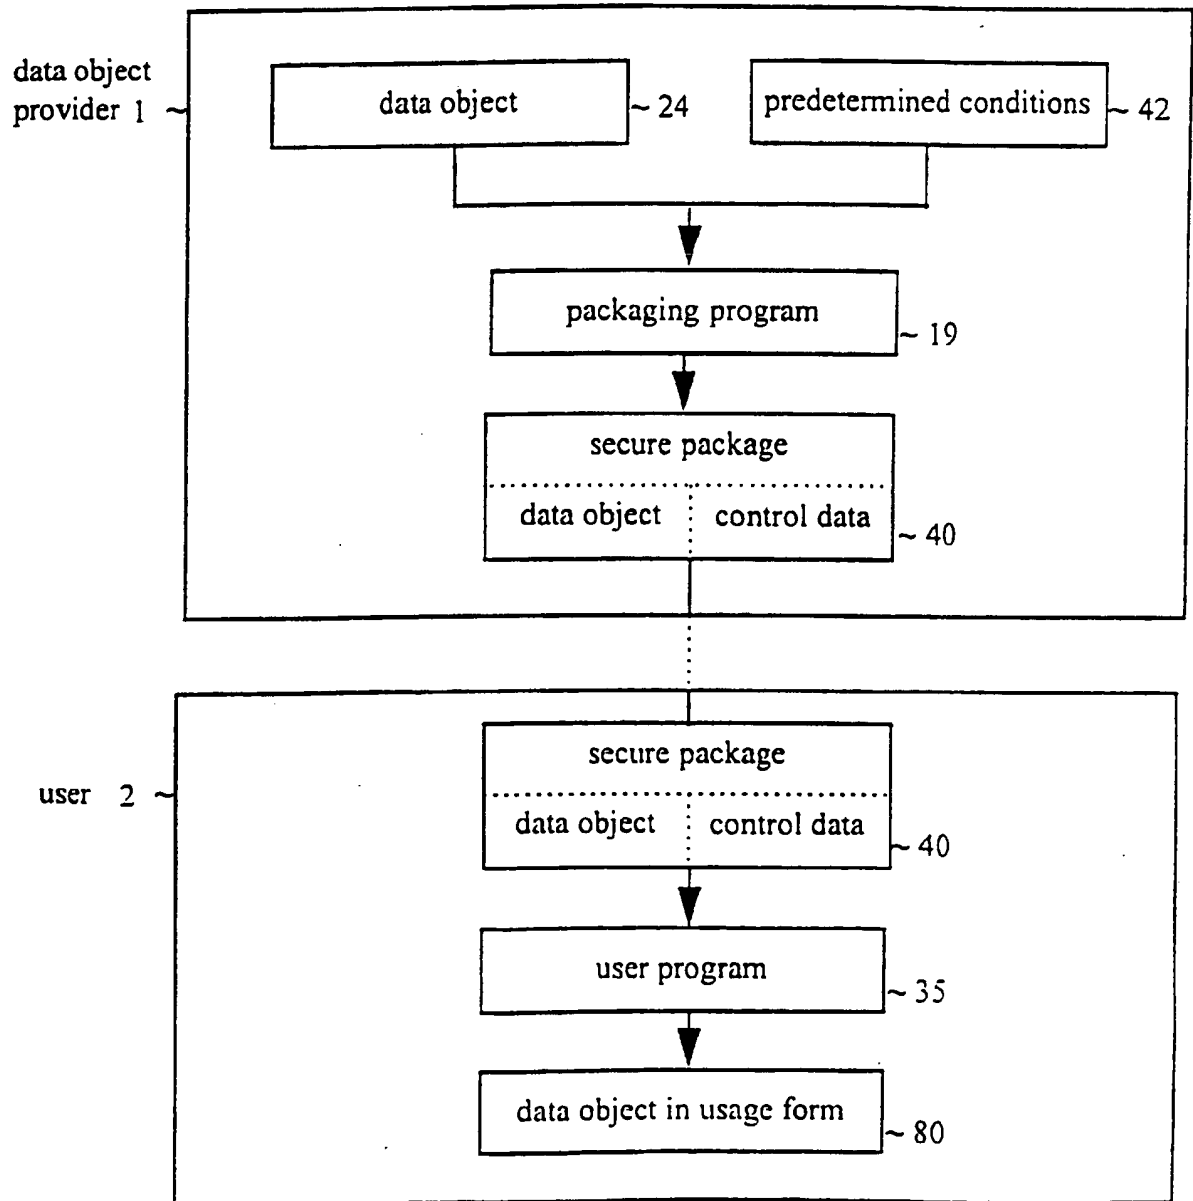 data object
provider 1 ~
data object
~ 24
predetermined conditions
~ 42
packaging program
~ 19
secure package
data object
control data
~ 40
user 2 ~
secure package
data object
control data
~ 40
user program
~ 35
data object in usage form
~ 80